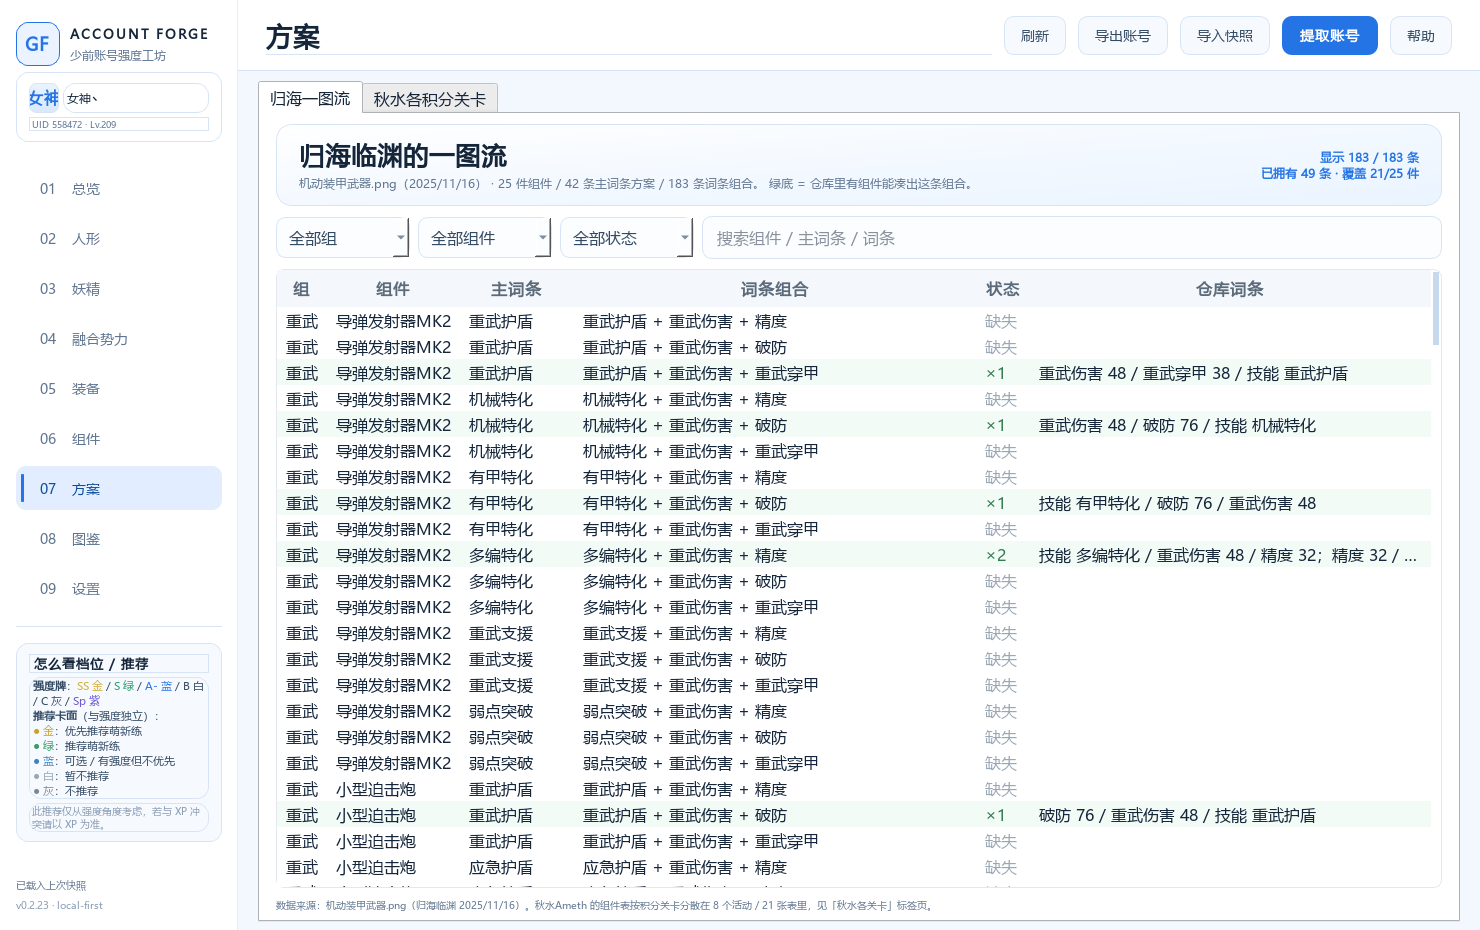 GF
ACCOUNT FORGE
少前账号强度工坊
女神
女神丶
UID 558472 · Lv.209
01 总览
02 人形
03 妖精
04 融合势力
05 装备
06 组件
07 方案
08 图鉴
09 设置
怎么看档位 / 推荐
强度牌：SS 金 / S 绿 / A- 蓝 / B 白
/ C 灰 / Sp 紫
推荐卡面（与强度独立）：
● 金：优先推荐萌新练
● 绿：推荐萌新练
● 蓝：可选 / 有强度但不优先
● 白：暂不推荐
● 灰：不推荐
此推荐仅从强度角度考虑，若与 XP 冲
突请以 XP 为准。
已载入上次快照
v0.2.23 · local-first
方案
刷新
导出账号
导入快照
提取账号
帮助
归海一图流
秋水各积分关卡
归海临渊的一图流
机动装甲武器.png（2025/11/16） · 25 件组件 / 42 条主词条方案 / 183 条词条组合。 绿底 = 仓库里有组件能凑出这条组合。
显示 183 / 183 条
已拥有 49 条 · 覆盖 21/25 件
全部组
全部组件
全部状态
搜索组件 / 主词条 / 词条
组 组件 主词条 词条组合 状态 仓库词条
重武 导弹发射器MK2 重武护盾 重武护盾 + 重武伤害 + 精度 缺失
重武 导弹发射器MK2 重武护盾 重武护盾 + 重武伤害 + 破防 缺失
重武 导弹发射器MK2 重武护盾 重武护盾 + 重武伤害 + 重武穿甲 ×1 重武伤害 48 / 重武穿甲 38 / 技能 重武护盾
重武 导弹发射器MK2 机械特化 机械特化 + 重武伤害 + 精度 缺失
重武 导弹发射器MK2 机械特化 机械特化 + 重武伤害 + 破防 ×1 重武伤害 48 / 破防 76 / 技能 机械特化
重武 导弹发射器MK2 机械特化 机械特化 + 重武伤害 + 重武穿甲 缺失
重武 导弹发射器MK2 有甲特化 有甲特化 + 重武伤害 + 精度 缺失
重武 导弹发射器MK2 有甲特化 有甲特化 + 重武伤害 + 破防 ×1 技能 有甲特化 / 破防 76 / 重武伤害 48
重武 导弹发射器MK2 有甲特化 有甲特化 + 重武伤害 + 重武穿甲 缺失
重武 导弹发射器MK2 多编特化 多编特化 + 重武伤害 + 精度 ×2 技能 多编特化 / 重武伤害 48 / 精度 32；精度 32 / ...
重武 导弹发射器MK2 多编特化 多编特化 + 重武伤害 + 破防 缺失
重武 导弹发射器MK2 多编特化 多编特化 + 重武伤害 + 重武穿甲 缺失
重武 导弹发射器MK2 重武支援 重武支援 + 重武伤害 + 精度 缺失
重武 导弹发射器MK2 重武支援 重武支援 + 重武伤害 + 破防 缺失
重武 导弹发射器MK2 重武支援 重武支援 + 重武伤害 + 重武穿甲 缺失
重武 导弹发射器MK2 弱点突破 弱点突破 + 重武伤害 + 精度 缺失
重武 导弹发射器MK2 弱点突破 弱点突破 + 重武伤害 + 破防 缺失
重武 导弹发射器MK2 弱点突破 弱点突破 + 重武伤害 + 重武穿甲 缺失
重武 小型迫击炮 重武护盾 重武护盾 + 重武伤害 + 精度 缺失
重武 小型迫击炮 重武护盾 重武护盾 + 重武伤害 + 破防 ×1 破防 76 / 重武伤害 48 / 技能 重武护盾
重武 小型迫击炮 重武护盾 重武护盾 + 重武伤害 + 重武穿甲 缺失
重武 小型迫击炮 应急护盾 应急护盾 + 重武伤害 + 精度 缺失
数据来源：机动装甲武器.png（归海临渊 2025/11/16）。秋水Ameth 的组件表按积分关卡分散在 8 个活动 / 21 张表里，见「秋水各关卡」标签页。